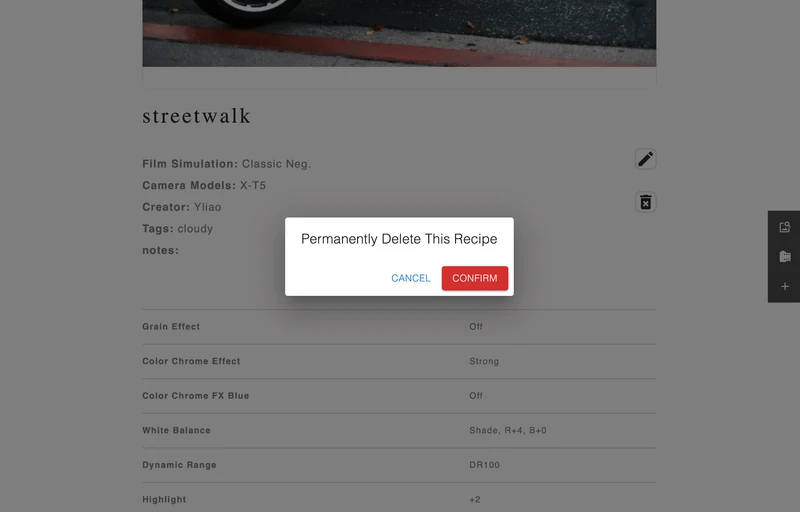 streetwalk
Film Simulation: Classic Neg.
Camera Models: X-T5
Creator: Yliao
Tags: cloudy
notes:
Permanently Delete This Recipe
CANCEL CONFIRM
Grain Effect Off
Color Chrome Effect Strong
Color Chrome FX Blue Off
White Balance Shade, R+4, B+0
Dynamic Range DR100
Highlight +2